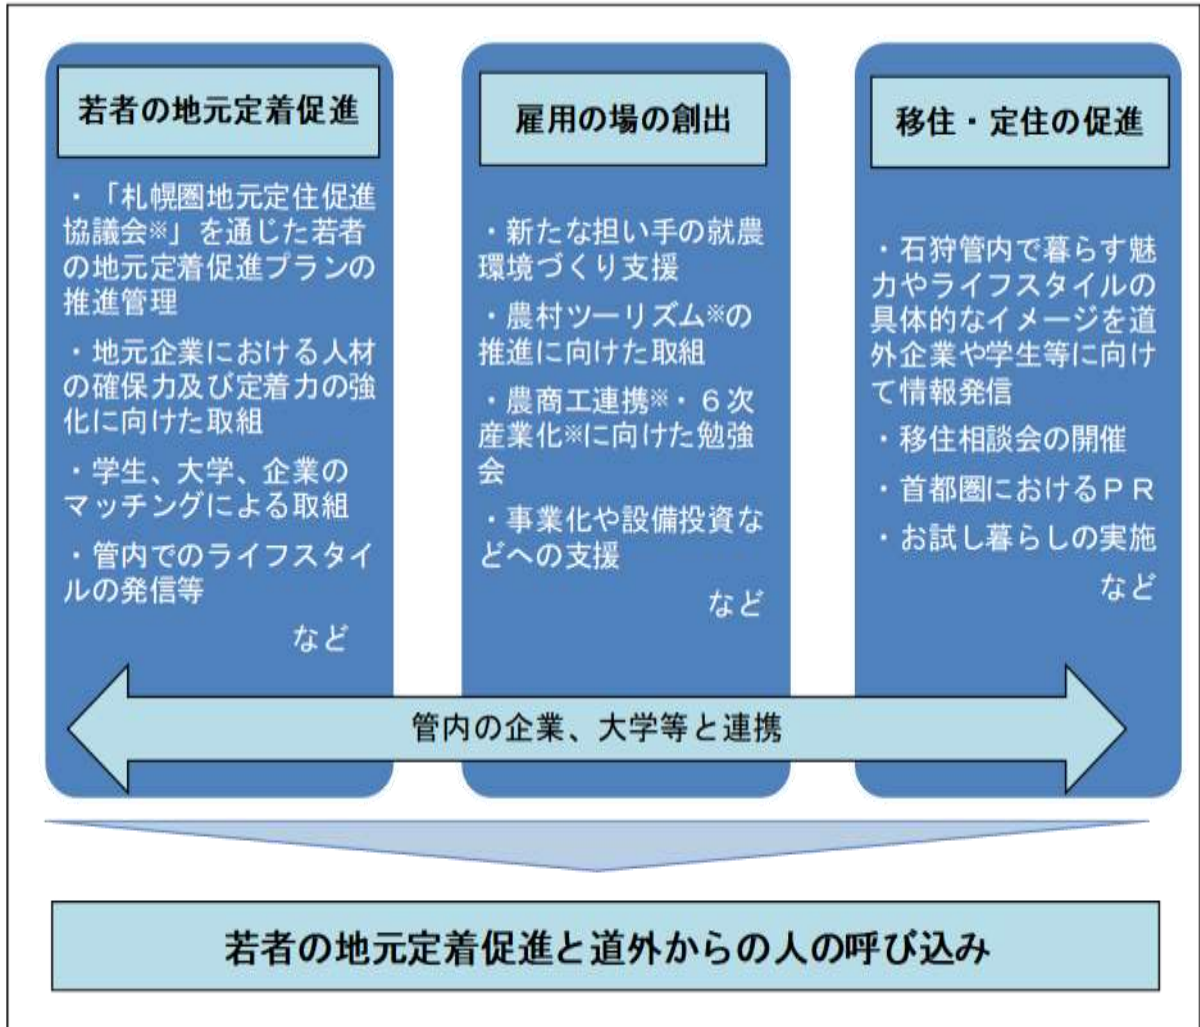 若者の地元定着促進
・「札幌圏地元定住促進
協議会※」を通じた若者
の地元定着促進プランの
推進管理
・地元企業における人材
の確保力及び定着力の強
化に向けた取組
・学生、大学、企業の
マッチングによる取組
・管内でのライフスタイ
ルの発信等
など
雇用の場の創出
・新たな担い手の就農
環境づくり支援
・農村ツーリズム※の
推進に向けた取組
・農商工連携※・６次
産業化※に向けた勉強
会
・事業化や設備投資な
どへの支援
など
移住・定住の促進
・石狩管内で暮らす魅
力やライフスタイルの
具体的なイメージを道
外企業や学生等に向け
て情報発信
・移住相談会の開催
・首都圏におけるＰＲ
・お試し暮らしの実施
など
管内の企業、大学等と連携
若者の地元定着促進と道外からの人の呼び込み